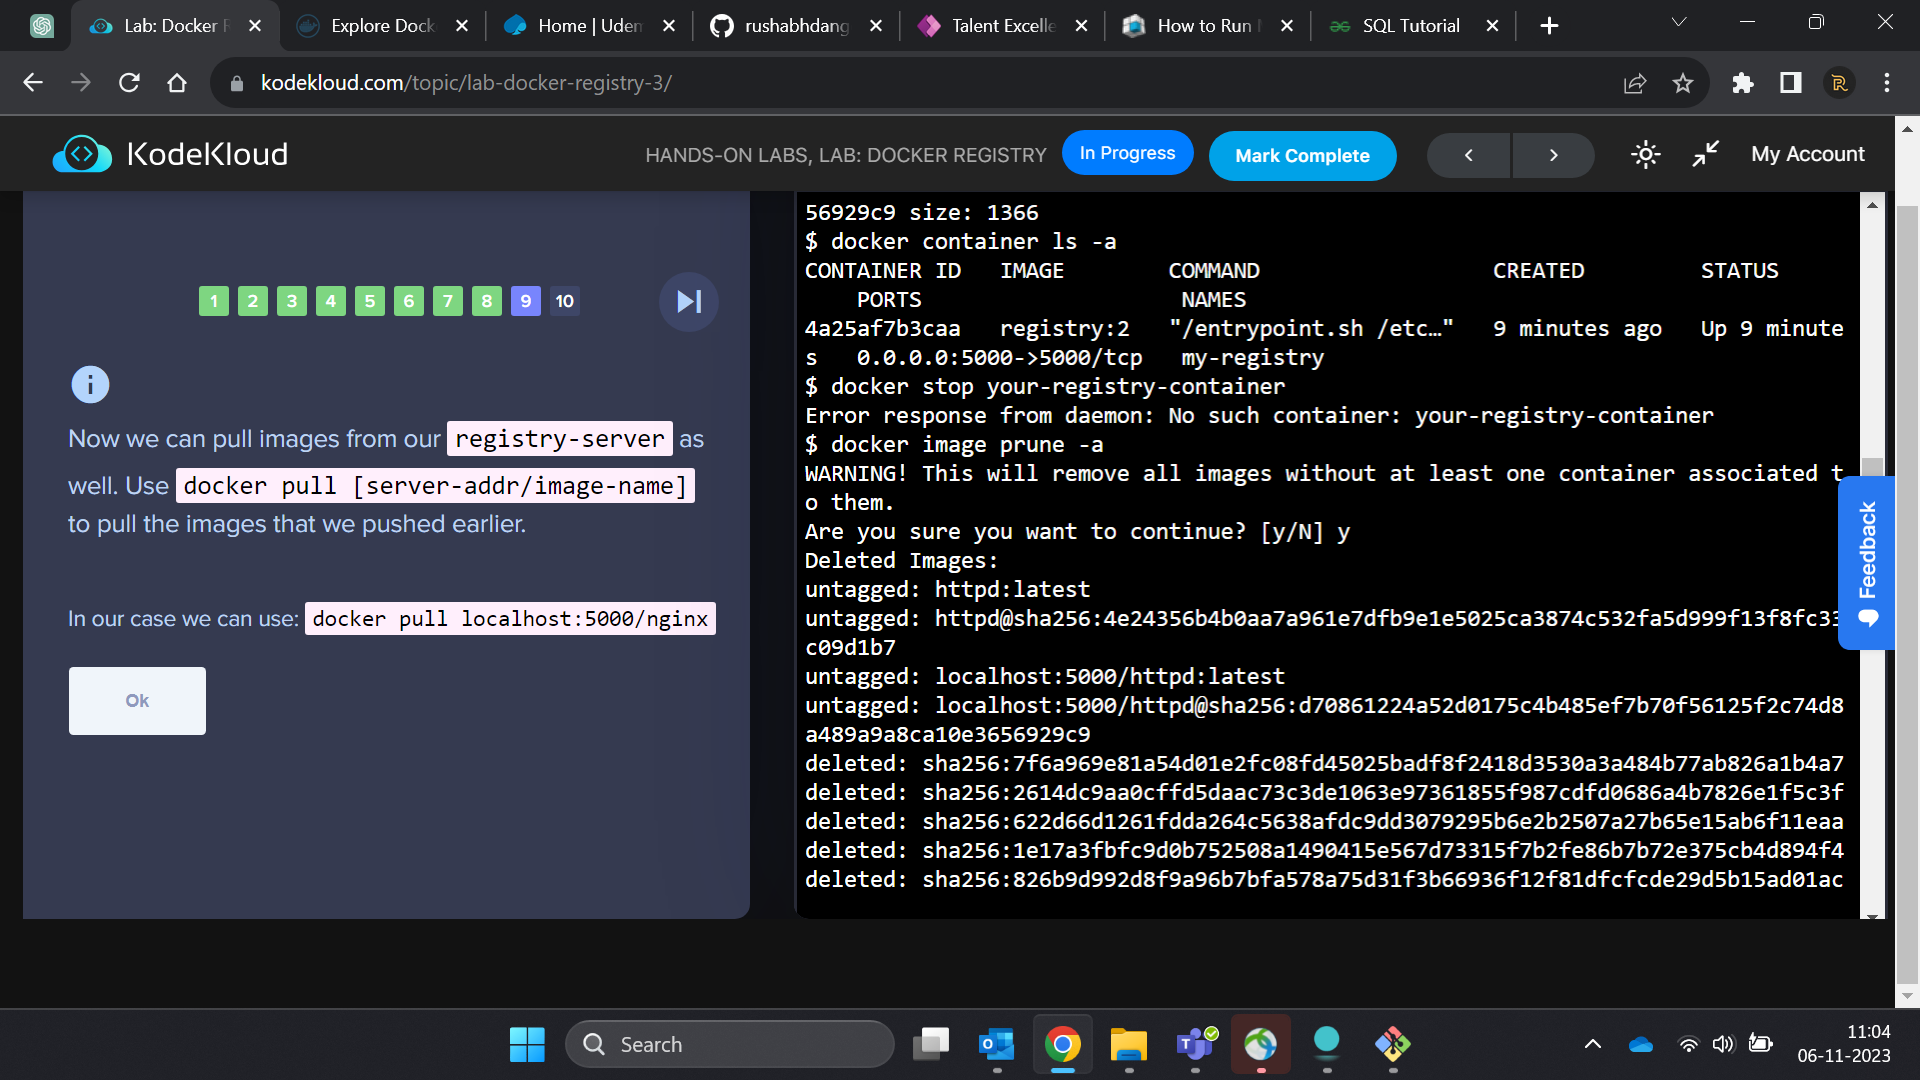 Lab: Docker R
Explore Dock
Home | Uden
rushabhdang
Talent Excelle
How to Run
SQL Tutorial
kodekloud.com/topic/lab-docker-registry-3/
KodeKloud
HANDS-ON LABS, LAB: DOCKER REGISTRY
In Progress
Mark Complete
My Account
1 2 3 4 5 6 7 8 9 10
Now we can pull images from our registry-server as
well. Use docker pull [server-addr/image-name]
to pull the images that we pushed earlier.
In our case we can use: docker pull localhost:5000/nginx
Ok
56929c9 size: 1366
$ docker container ls -a
CONTAINER ID IMAGE COMMAND CREATED STATUS
PORTS NAMES
4a25af7b3caa registry:2 "/entrypoint.sh /etc…" 9 minutes ago Up 9 minute
s 0.0.0.0:5000->5000/tcp my-registry
$ docker stop your-registry-container
Error response from daemon: No such container: your-registry-container
$ docker image prune -a
WARNING! This will remove all images without at least one container associated t
o them.
Are you sure you want to continue? [y/N] y
Deleted Images:
untagged: httpd:latest
untagged: httpd@sha256:4e24356b4b0aa7a961e7dfb9e1e5025ca3874c532fa5d999f13f8fc33
c09d1b7
untagged: localhost:5000/httpd:latest
untagged: localhost:5000/httpd@sha256:d70861224a52d0175c4b485ef7b70f56125f2c74d8
a489a9a8ca10e3656929c9
deleted: sha256:7f6a969e81a54d01e2fc08fd45025badf8f2418d3530a3a484b77ab826a1b4a7
deleted: sha256:2614dc9aa0cffd5daac73c3de1063e97361855f987cdfd0686a4b7826e1f5c3f
deleted: sha256:622d66d1261fdda264c5638afdc9dd3079295b6e2b2507a27b65e15ab6f11eaa
deleted: sha256:1e17a3fbfc9d0b752508a1490415e567d73315f7b2fe86b7b72e375cb4d894f4
deleted: sha256:826b9d992d8f9a96b7bfa578a75d31f3b66936f12f81dfcfcde29d5b15ad01ac
Feedback
Search
11:04
06-11-2023